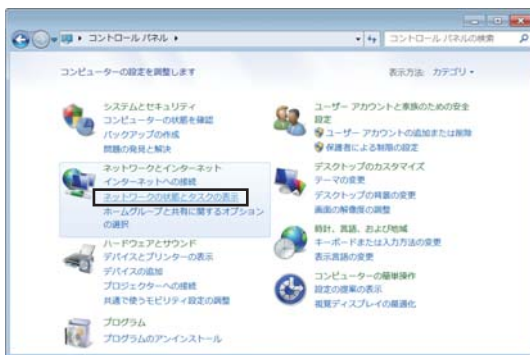 コントロール パネル
コントロール パネルの検索
コンピューターの設定を調整します
表示方法: カテゴリ
システムとセキュリティ
コンピューターの状態を確認
バックアップの作成
問題の発見と解決
ネットワークとインターネット
インターネットへの接続
ネットワークの状態とタスクの表示
ホームグループと共有に関するオプション
の選択
ハードウェアとサウンド
デバイスとプリンターの表示
デバイスの追加
プロジェクターへの接続
共通で使うモビリティ設定の調整
プログラム
プログラムのアンインストール
ユーザー アカウントと家族のための安全
設定
ユーザー アカウントの追加または削除
保護者による制限の設定
デスクトップのカスタマイズ
テーマの変更
デスクトップの背景の変更
画面の解像度の調整
時計、言語、および地域
キーボードまたは入力方法の変更
表示言語の変更
コンピューターの簡単操作
設定の提案の表示
視覚ディスプレイの最適化